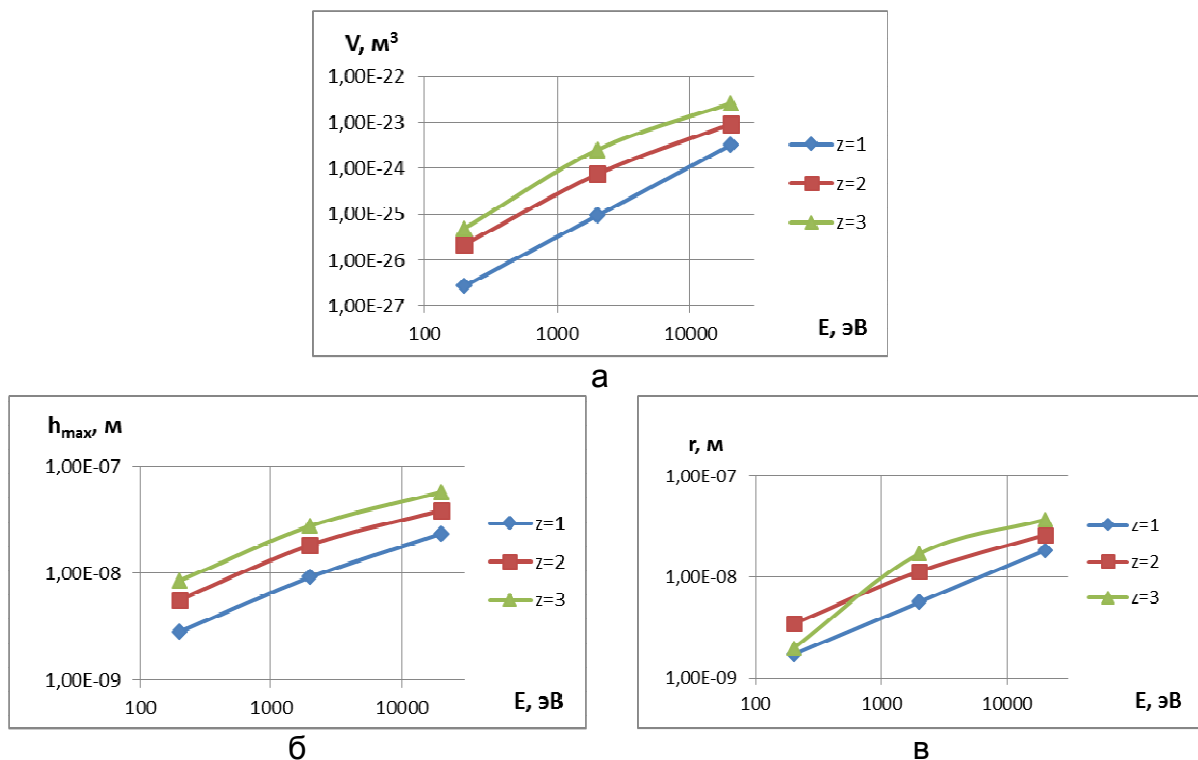 V, м³
1,00E-22
1,00E-23
1,00E-24
1,00E-25
1,00E-26
1,00E-27
100 1000 10000 E, эВ
z=1
z=2
z=3
а
h_max, м
1,00E-07
1,00E-08
1,00E-09
100 1000 10000 E, эВ
z=1
z=2
z=3
б
r, м
1,00E-07
1,00E-08
1,00E-09
100 1000 10000 E, эВ
z=1
z=2
z=3
в